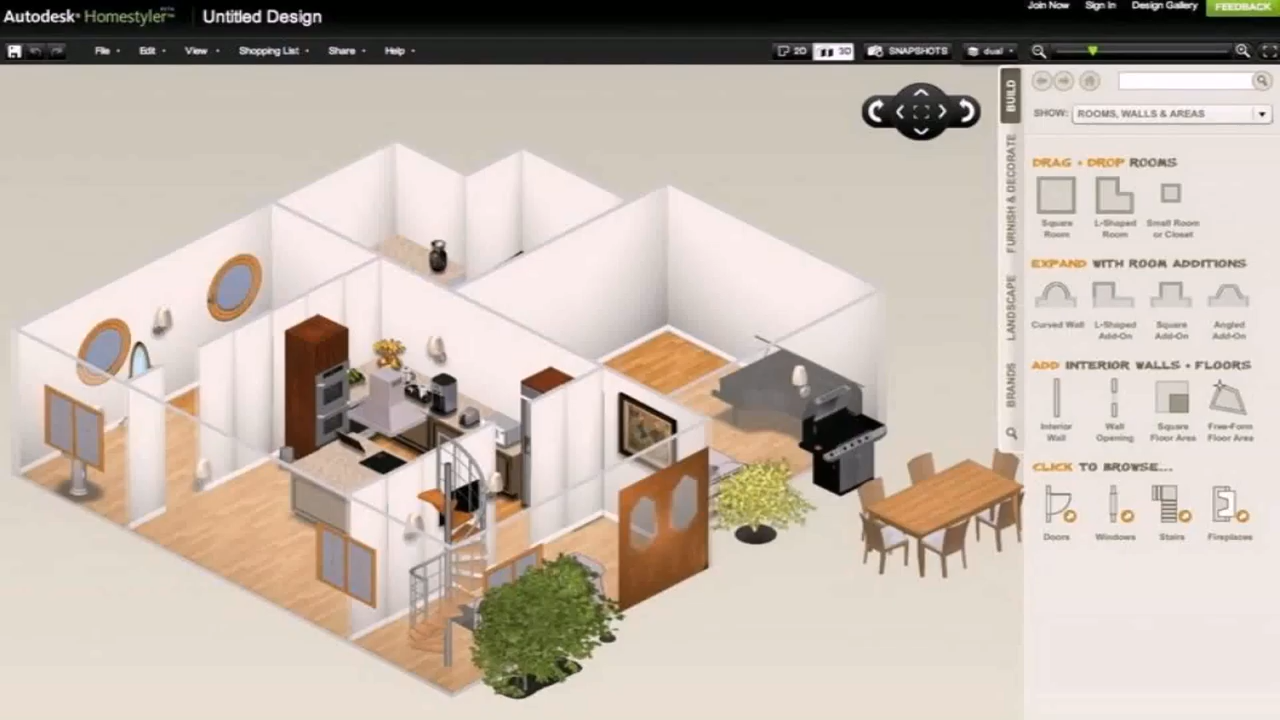 Autodesk® Homestyler™ BETA
Untitled Design
Join Now Sign In Design Gallery FEEDBACK
File Edit View Shopping List Share Help
2D 3D SNAPSHOTS dual
BUILD
FURNISH & DECORATE
LANDSCAPE
BRANDS
SHOW: ROOMS, WALLS & AREAS
DRAG + DROP ROOMS
Square Room
L-Shaped Room
Small Room or Closet
EXPAND WITH ROOM ADDITIONS
Curved Wall
L-Shaped Add-On
Square Add-On
Angled Add-On
ADD INTERIOR WALLS + FLOORS
Interior Wall
Wall Opening
Square Floor Area
Free-Form Floor Area
CLICK TO BROWSE...
Doors
Windows
Stairs
Fireplaces